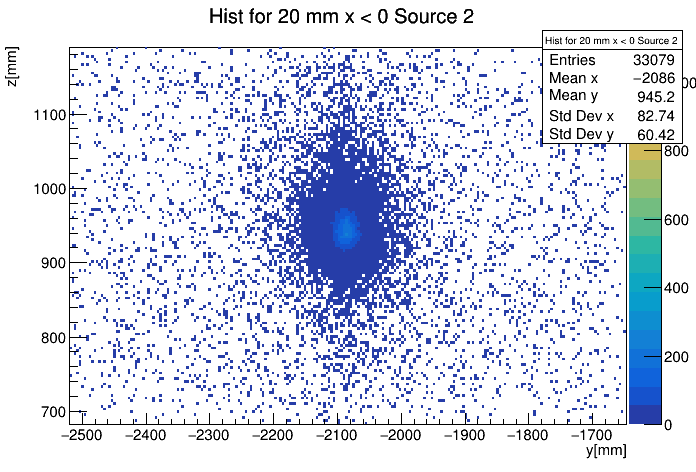 Hist for 20 mm x < 0 Source 2
z[mm]
Hist for 20 mm x < 0 Source 2
Entries 33079
Mean x −2086
Mean y 945.2
Std Dev x 82.74
Std Dev y 60.42
1100
1000
900
800
700
00
800
600
400
200
0
−2500 −2400 −2300 −2200 −2100 −2000 −1900 −1800 −1700
y[mm]